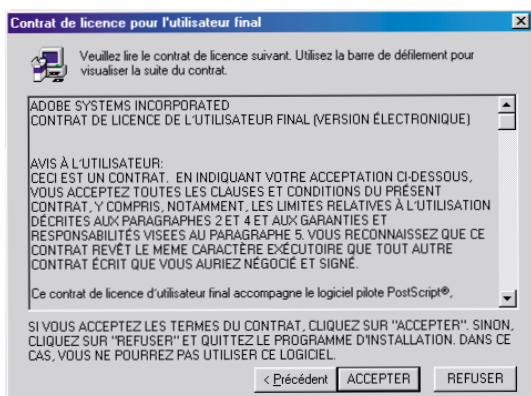 Contrat de licence pour l'utilisateur final
Veuillez lire le contrat de licence suivant. Utilisez la barre de défilement pour
visualiser la suite du contrat.
ADOBE SYSTEMS INCORPORATED
CONTRAT DE LICENCE DE L'UTILISATEUR FINAL (VERSION ÉLECTRONIQUE)
AVIS À L'UTILISATEUR:
CECI EST UN CONTRAT. EN INDIQUANT VOTRE ACCEPTATION CI-DESSOUS,
VOUS ACCEPTEZ TOUTES LES CLAUSES ET CONDITIONS DU PRÉSENT
CONTRAT, Y COMPRIS, NOTAMMENT, LES LIMITES RELATIVES À L'UTILISATION
DÉCRITES AUX PARAGRAPHES 2 ET 4 ET AUX GARANTIES ET
RESPONSABILITÉS VISEES AU PARAGRAPHE 5. VOUS RECONNAISSEZ QUE CE
CONTRAT REVÊT LE MEME CARACTÈRE EXÉCUTOIRE QUE TOUT AUTRE
CONTRAT ÉCRIT QUE VOUS AURIEZ NÉGOCIÉ ET SIGNÉ.
Ce contrat de licence d'utilisateur final accompagne le logiciel pilote PostScript®,
SI VOUS ACCEPTEZ LES TERMES DU CONTRAT, CLIQUEZ SUR "ACCEPTER". SINON,
CLIQUEZ SUR "REFUSER" ET QUITTEZ LE PROGRAMME D'INSTALLATION. DANS CE
CAS, VOUS NE POURREZ PAS UTILISER CE LOGICIEL.
< Précédent ACCEPTER REFUSER